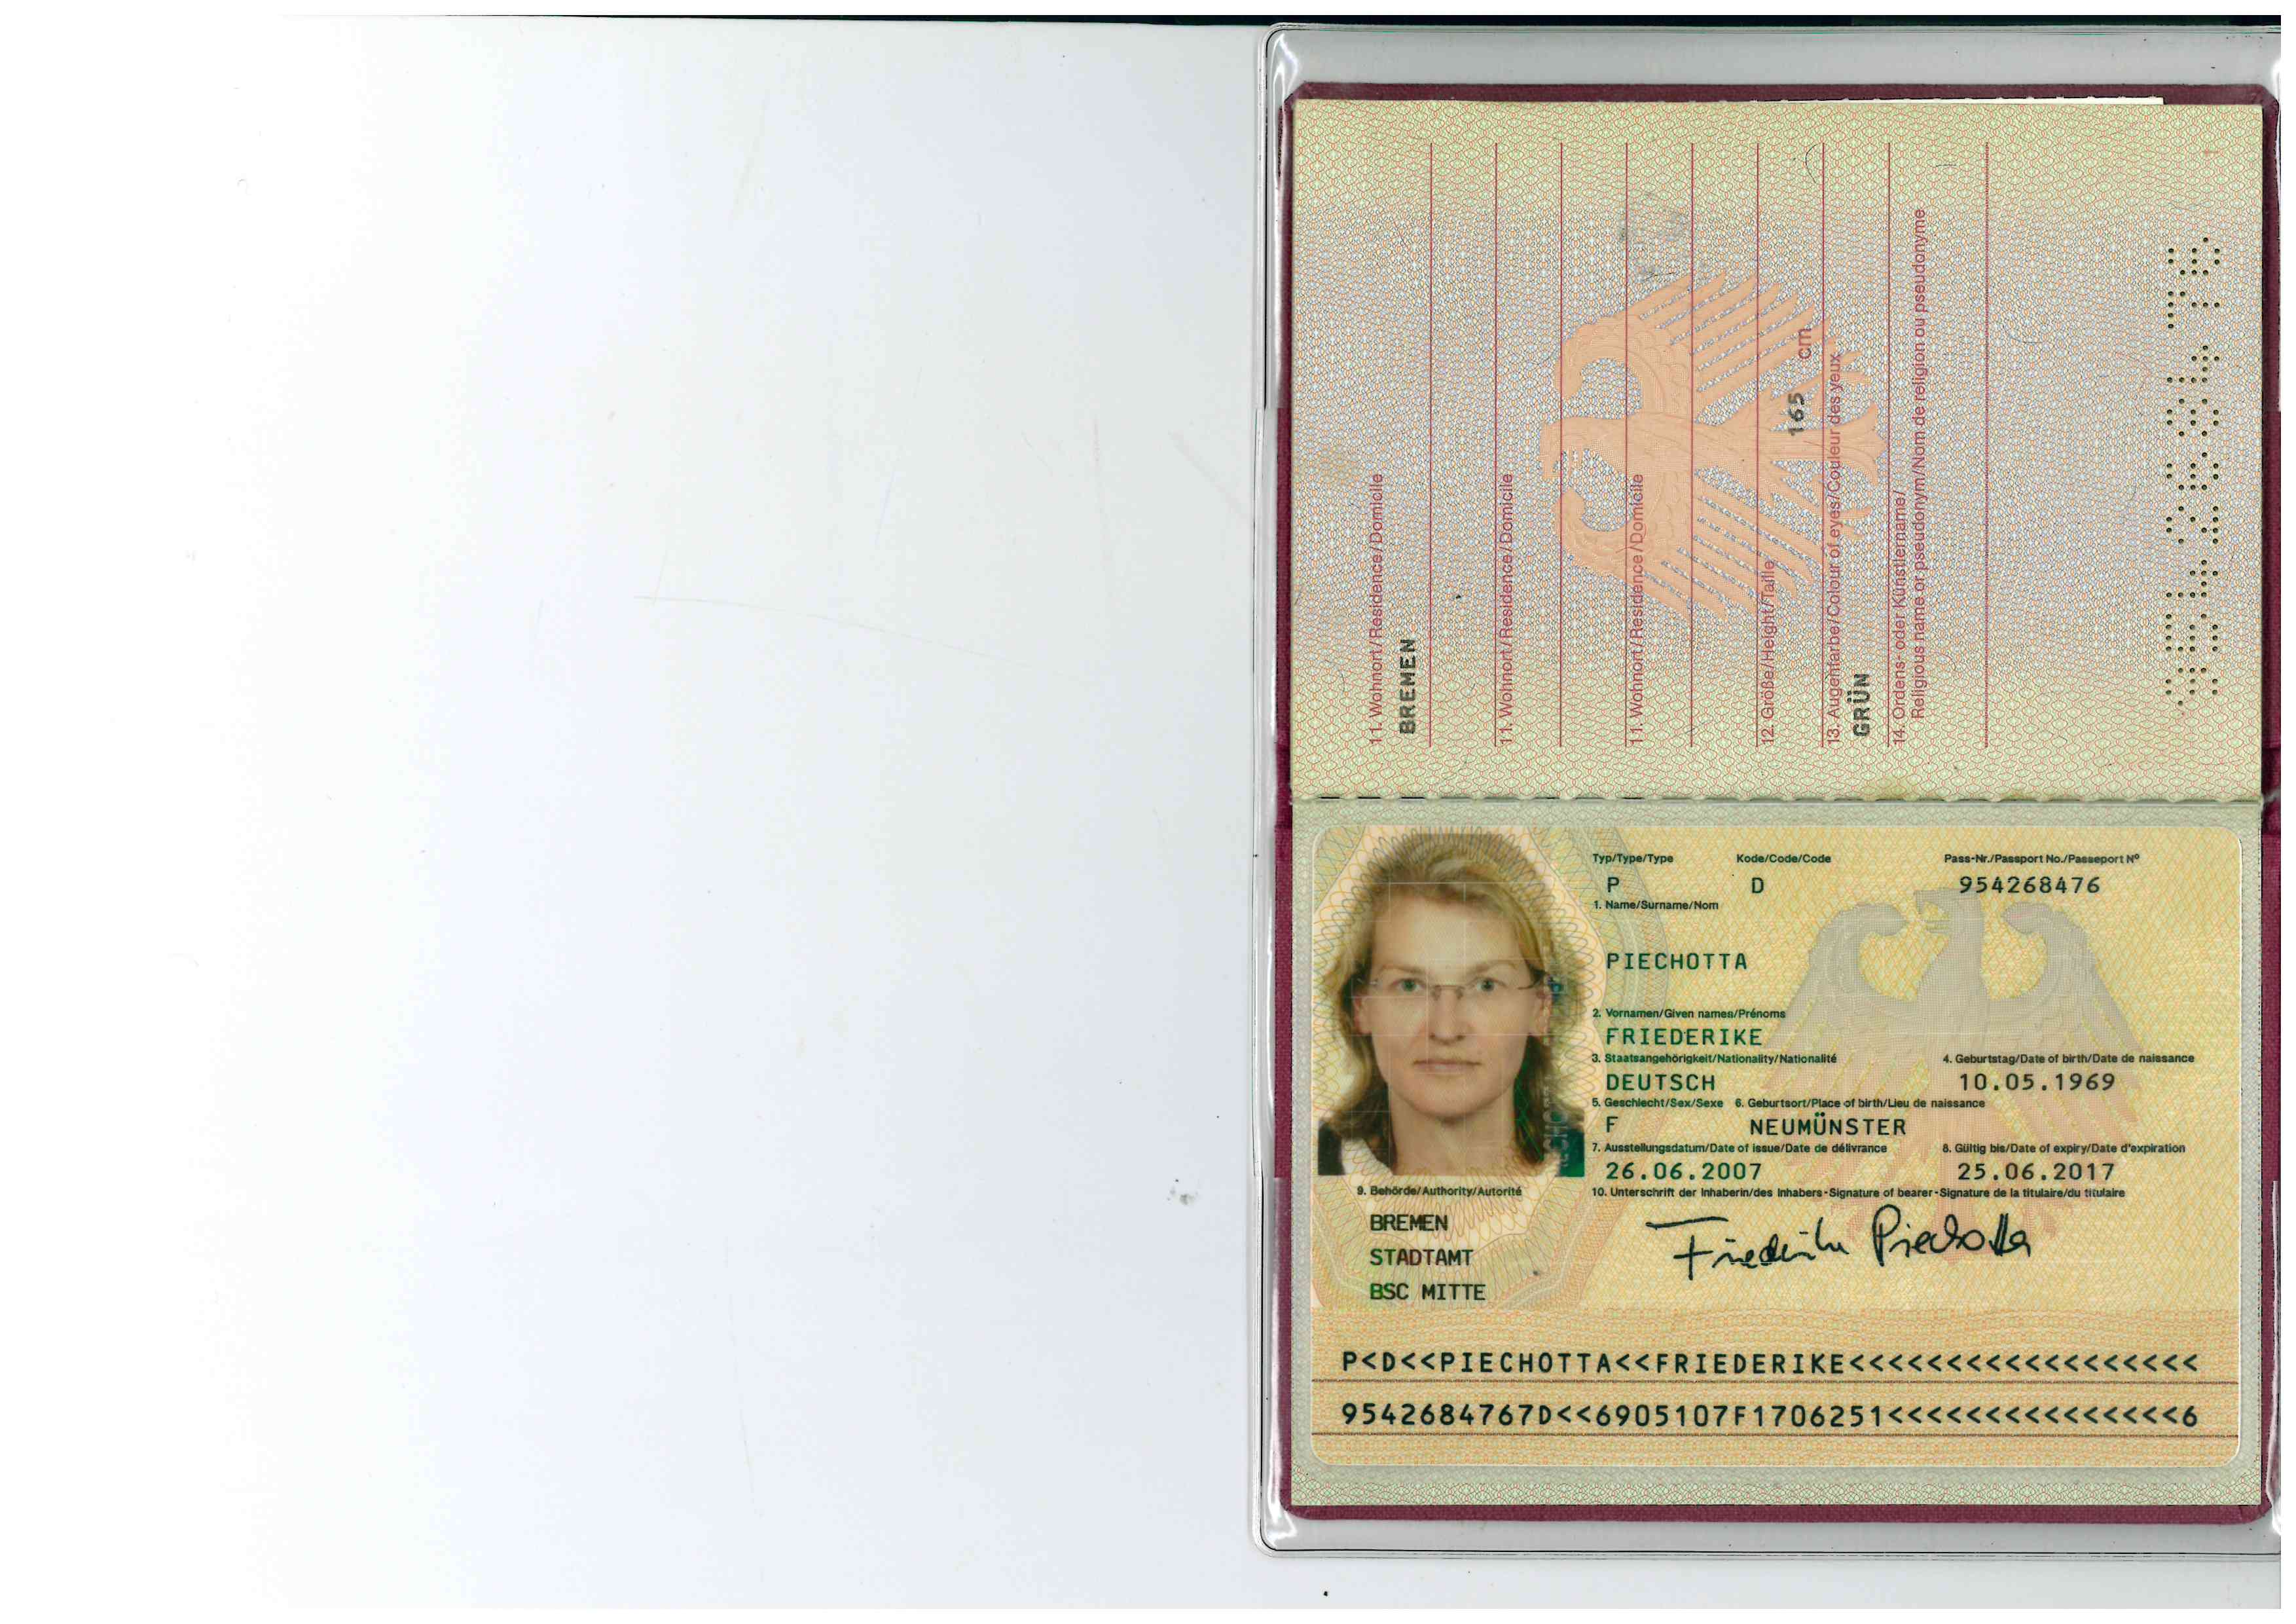 11. Wohnort/Residence/Domicile
BREMEN
11. Wohnort/Residence/Domicile
11. Wohnort/Residence/Domicile
12. Größe/Height/Taille
165 cm
13. Augenfarbe/Colour of eyes/Couleur des yeux
GRÜN
14. Ordens- oder Künstlername/
Religious name or pseudonym/Nom de religion ou pseudonyme
Typ/Type/Type Kode/Code/Code Pass-Nr./Passport No./Passeport Nº
P D 954268476
1. Name/Surname/Nom
PIECHOTTA
2. Vornamen/Given names/Prénoms
FRIEDERIKE
3. Staatsangehörigkeit/Nationality/Nationalité 4. Geburtstag/Date of birth/Date de naissance
DEUTSCH 10.05.1969
5. Geschlecht/Sex/Sexe 6. Geburtsort/Place of birth/Lieu de naissance
F NEUMÜNSTER
7. Ausstellungsdatum/Date of issue/Date de délivrance 8. Gültig bis/Date of expiry/Date d'expiration
26.06.2007 25.06.2017
9. Behörde/Authority/Autorité 10. Unterschrift der Inhaberin/des Inhabers-Signature of bearer-Signature de la titulaire/du titulaire
BREMEN
STADTAMT
BSC MITTE
Friederike Piechotta
P<D<<PIECHOTTA<<FRIEDERIKE<<<<<<<<<<<<<<<<<<
9542684767D<<6905107F1706251<<<<<<<<<<<<<<<6